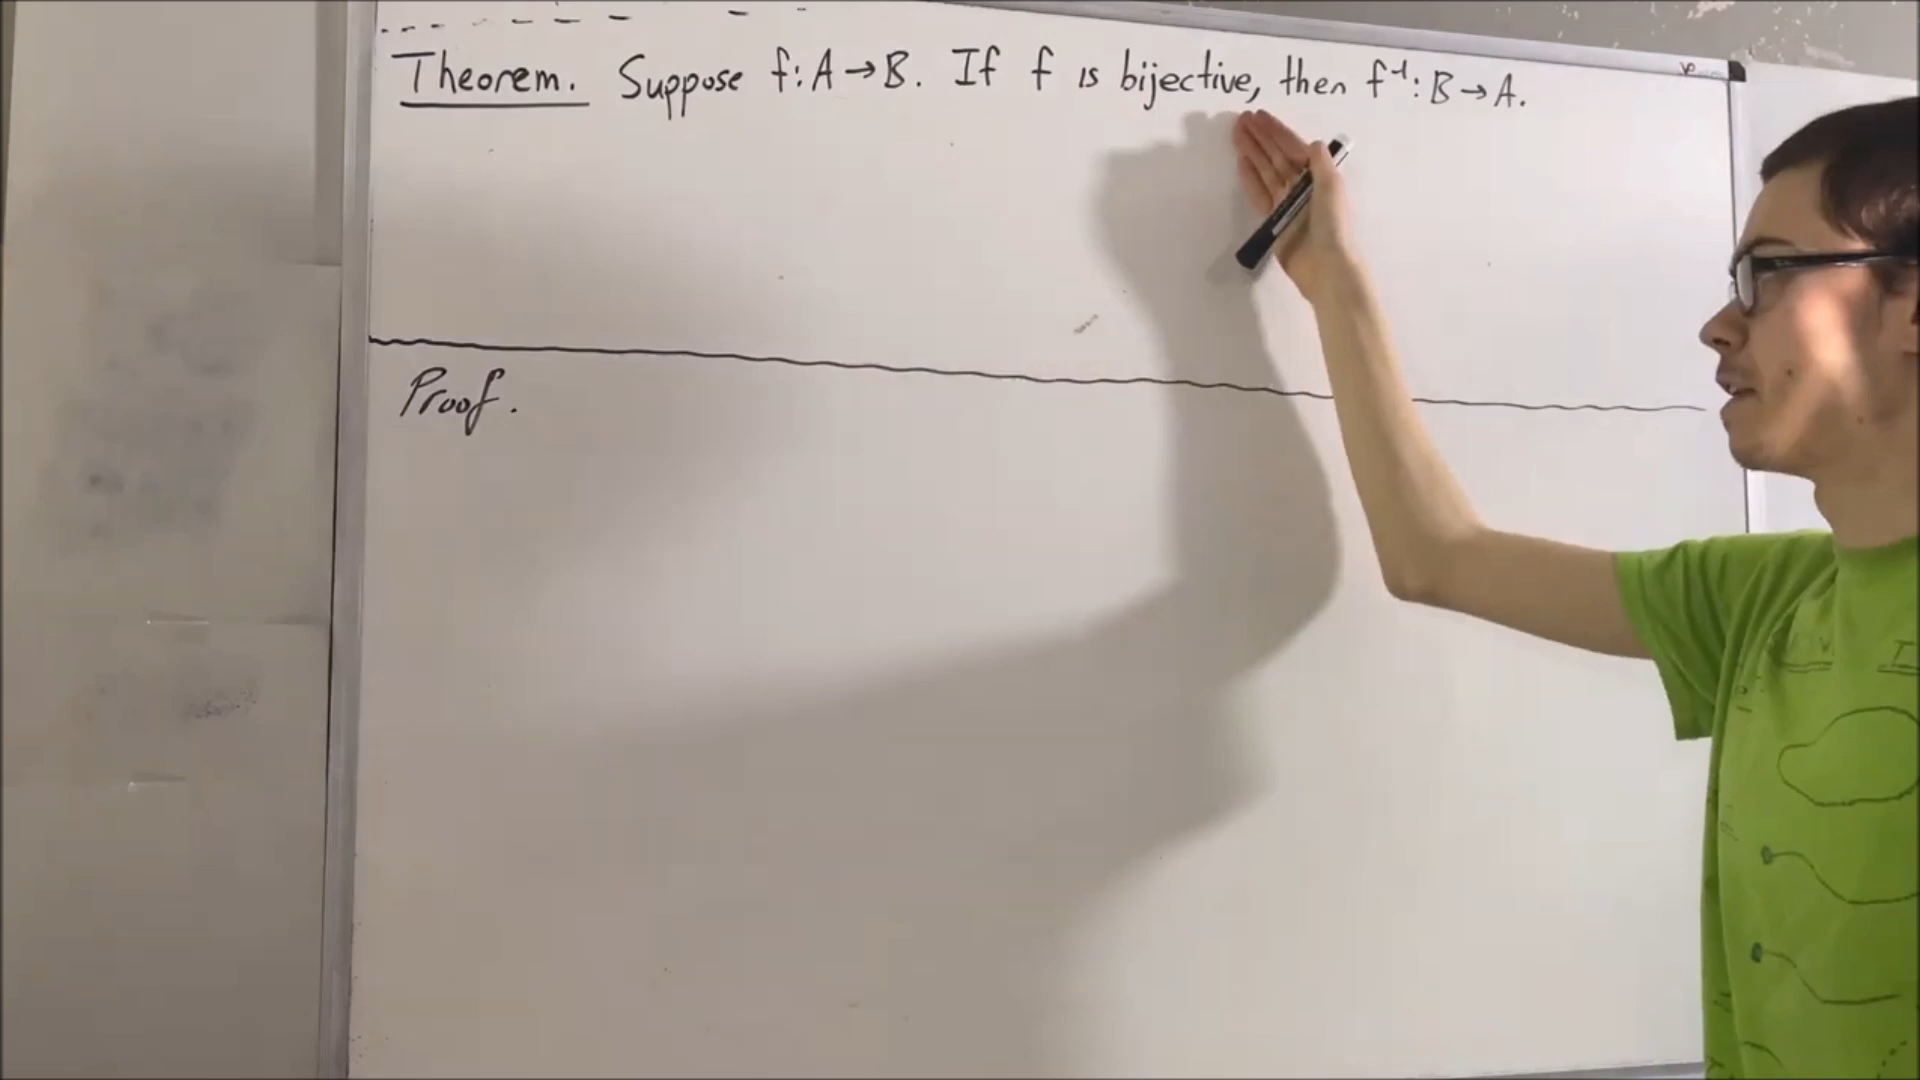 Theorem. Suppose f: A → B. If f is bijective, then f⁻¹: B → A.
Proof.